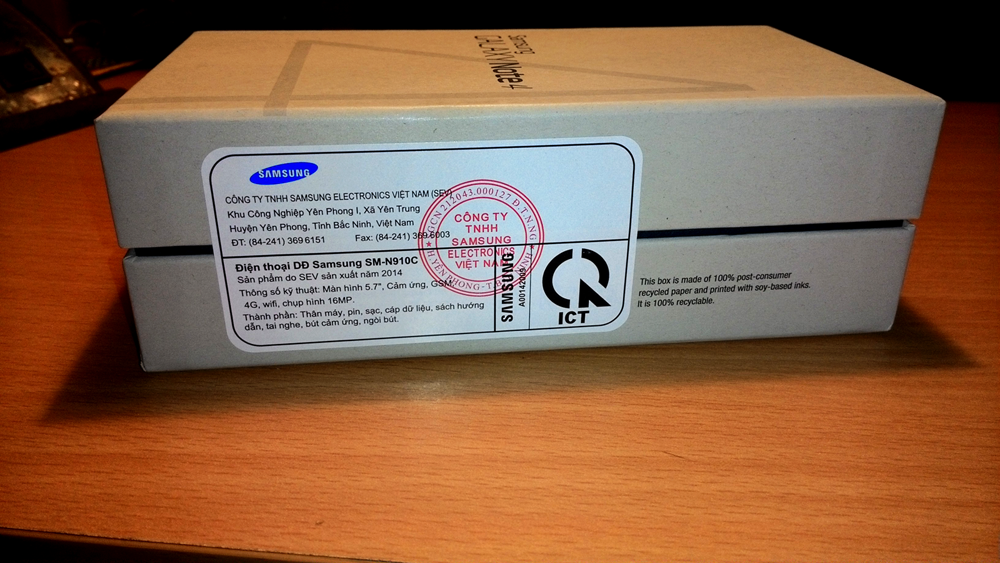 Samsung
GALAXY Note 4
SAMSUNG
CÔNG TY TNHH SAMSUNG ELECTRONICS VIỆT NAM (SEV)
Khu Công Nghiệp Yên Phong I, Xã Yên Trung
Huyện Yên Phong, Tỉnh Bắc Ninh, Việt Nam
ĐT: (84-241) 369 6151 Fax: (84-241) 369 6003
Điện thoại DĐ Samsung SM-N910C
Sản phẩm do SEV sản xuất năm 2014
Thông số kỹ thuật: Màn hình 5.7", Cảm ứng, GSM,
4G, wifi, chụp hình 16MP.
Thành phần: Thân máy, pin, sạc, cáp dữ liệu, sách hướng
dẫn, tai nghe, bút cảm ứng, ngòi bút.
CÔNG TY
TNHH
SAMSUNG
ELECTRONICS
VIỆT NAM
SAMSUNG
ICT
This box is made of 100% post-consumer
recycled paper and printed with soy-based inks.
It is 100% recyclable.